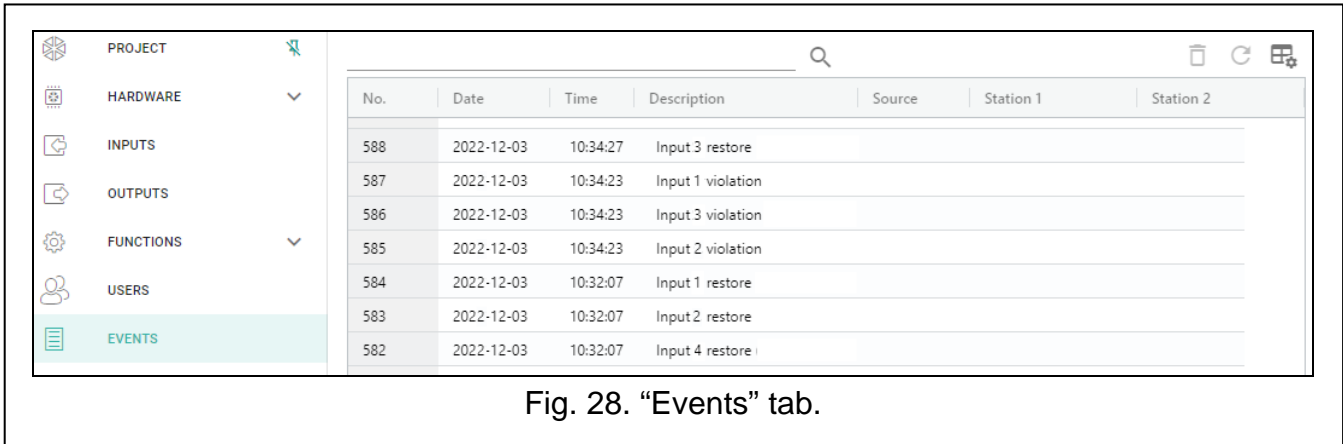 PROJECT
HARDWARE
INPUTS
OUTPUTS
FUNCTIONS
USERS
EVENTS
No. Date Time Description Source Station 1 Station 2
588 2022-12-03 10:34:27 Input 3 restore
587 2022-12-03 10:34:23 Input 1 violation
586 2022-12-03 10:34:23 Input 3 violation
585 2022-12-03 10:34:23 Input 2 violation
584 2022-12-03 10:32:07 Input 1 restore
583 2022-12-03 10:32:07 Input 2 restore
582 2022-12-03 10:32:07 Input 4 restore
Fig. 28. “Events” tab.